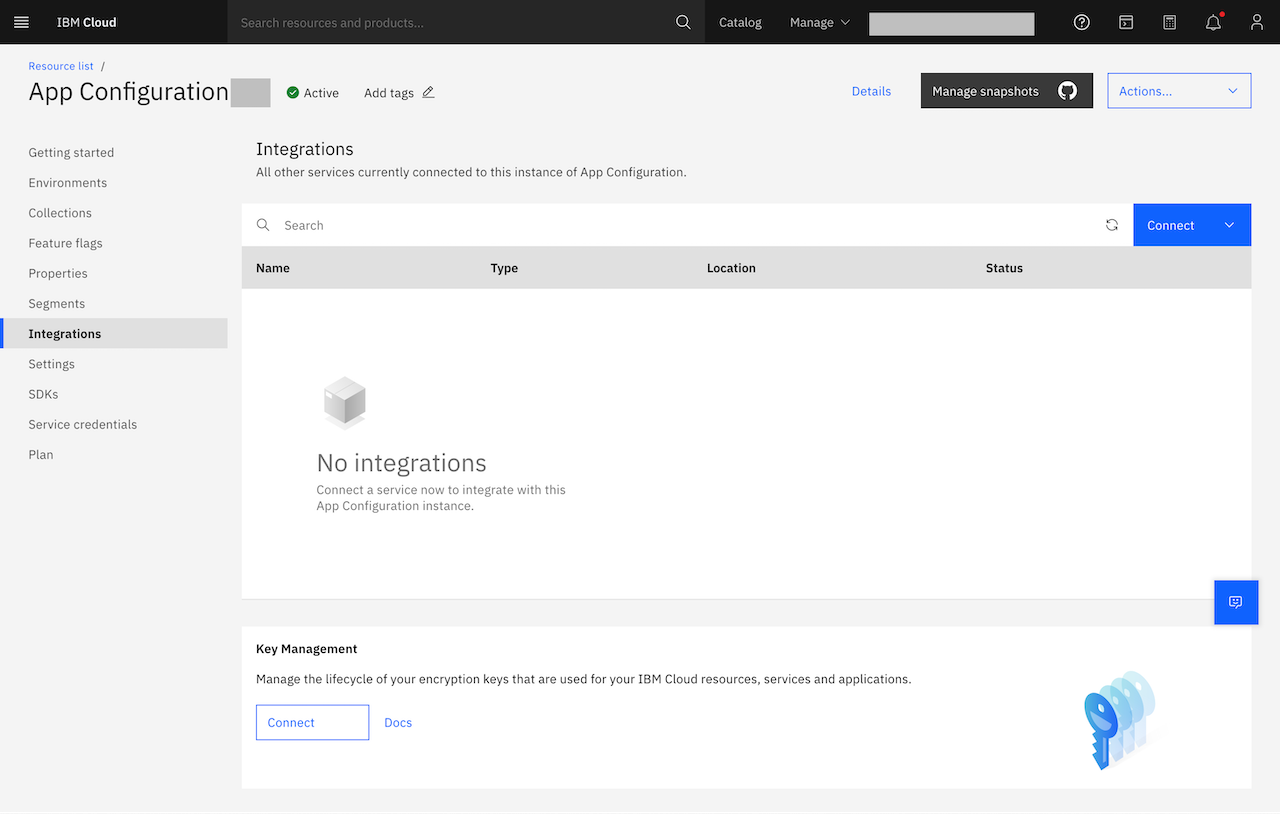 IBM Cloud
Search resources and products...
Catalog
Manage
Resource list /
App Configuration
Active
Add tags
Details
Manage snapshots
Actions...
Getting started
Environments
Collections
Feature flags
Properties
Segments
Integrations
Settings
SDKs
Service credentials
Plan
Integrations
All other services currently connected to this instance of App Configuration.
Search
Connect
Name Type Location Status
No integrations
Connect a service now to integrate with this
App Configuration instance.
Key Management
Manage the lifecycle of your encryption keys that are used for your IBM Cloud resources, services and applications.
Connect
Docs